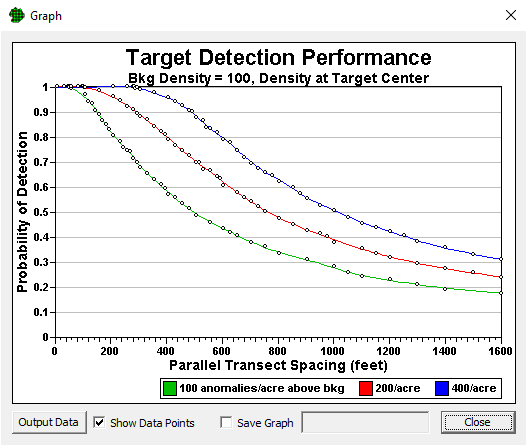 Graph
Target Detection Performance
Bkg Density = 100, Density at Target Center
Probability of Detection
1
0.9
0.8
0.7
0.6
0.5
0.4
0.3
0.2
0.1
0
0 200 400 600 800 1000 1200 1400 1600
Parallel Transect Spacing (feet)
100 anomalies/acre above bkg 200/acre 400/acre
Output Data Show Data Points Save Graph Close